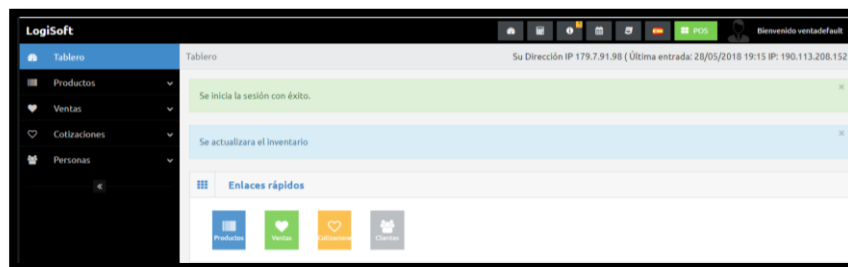 LogiSoft
POS
Bienvenido ventadefault
Tablero
Tablero
Su Dirección IP 179.7.91.98 ( Última entrada: 28/05/2018 19:15 IP: 190.113.208.152
Productos
Se inicia la sesión con éxito.
×
Ventas
Cotizaciones
Se actualizara el inventario
×
Personas
«
Enlaces rápidos
Productos
Ventas
Cotizacione
Clientes